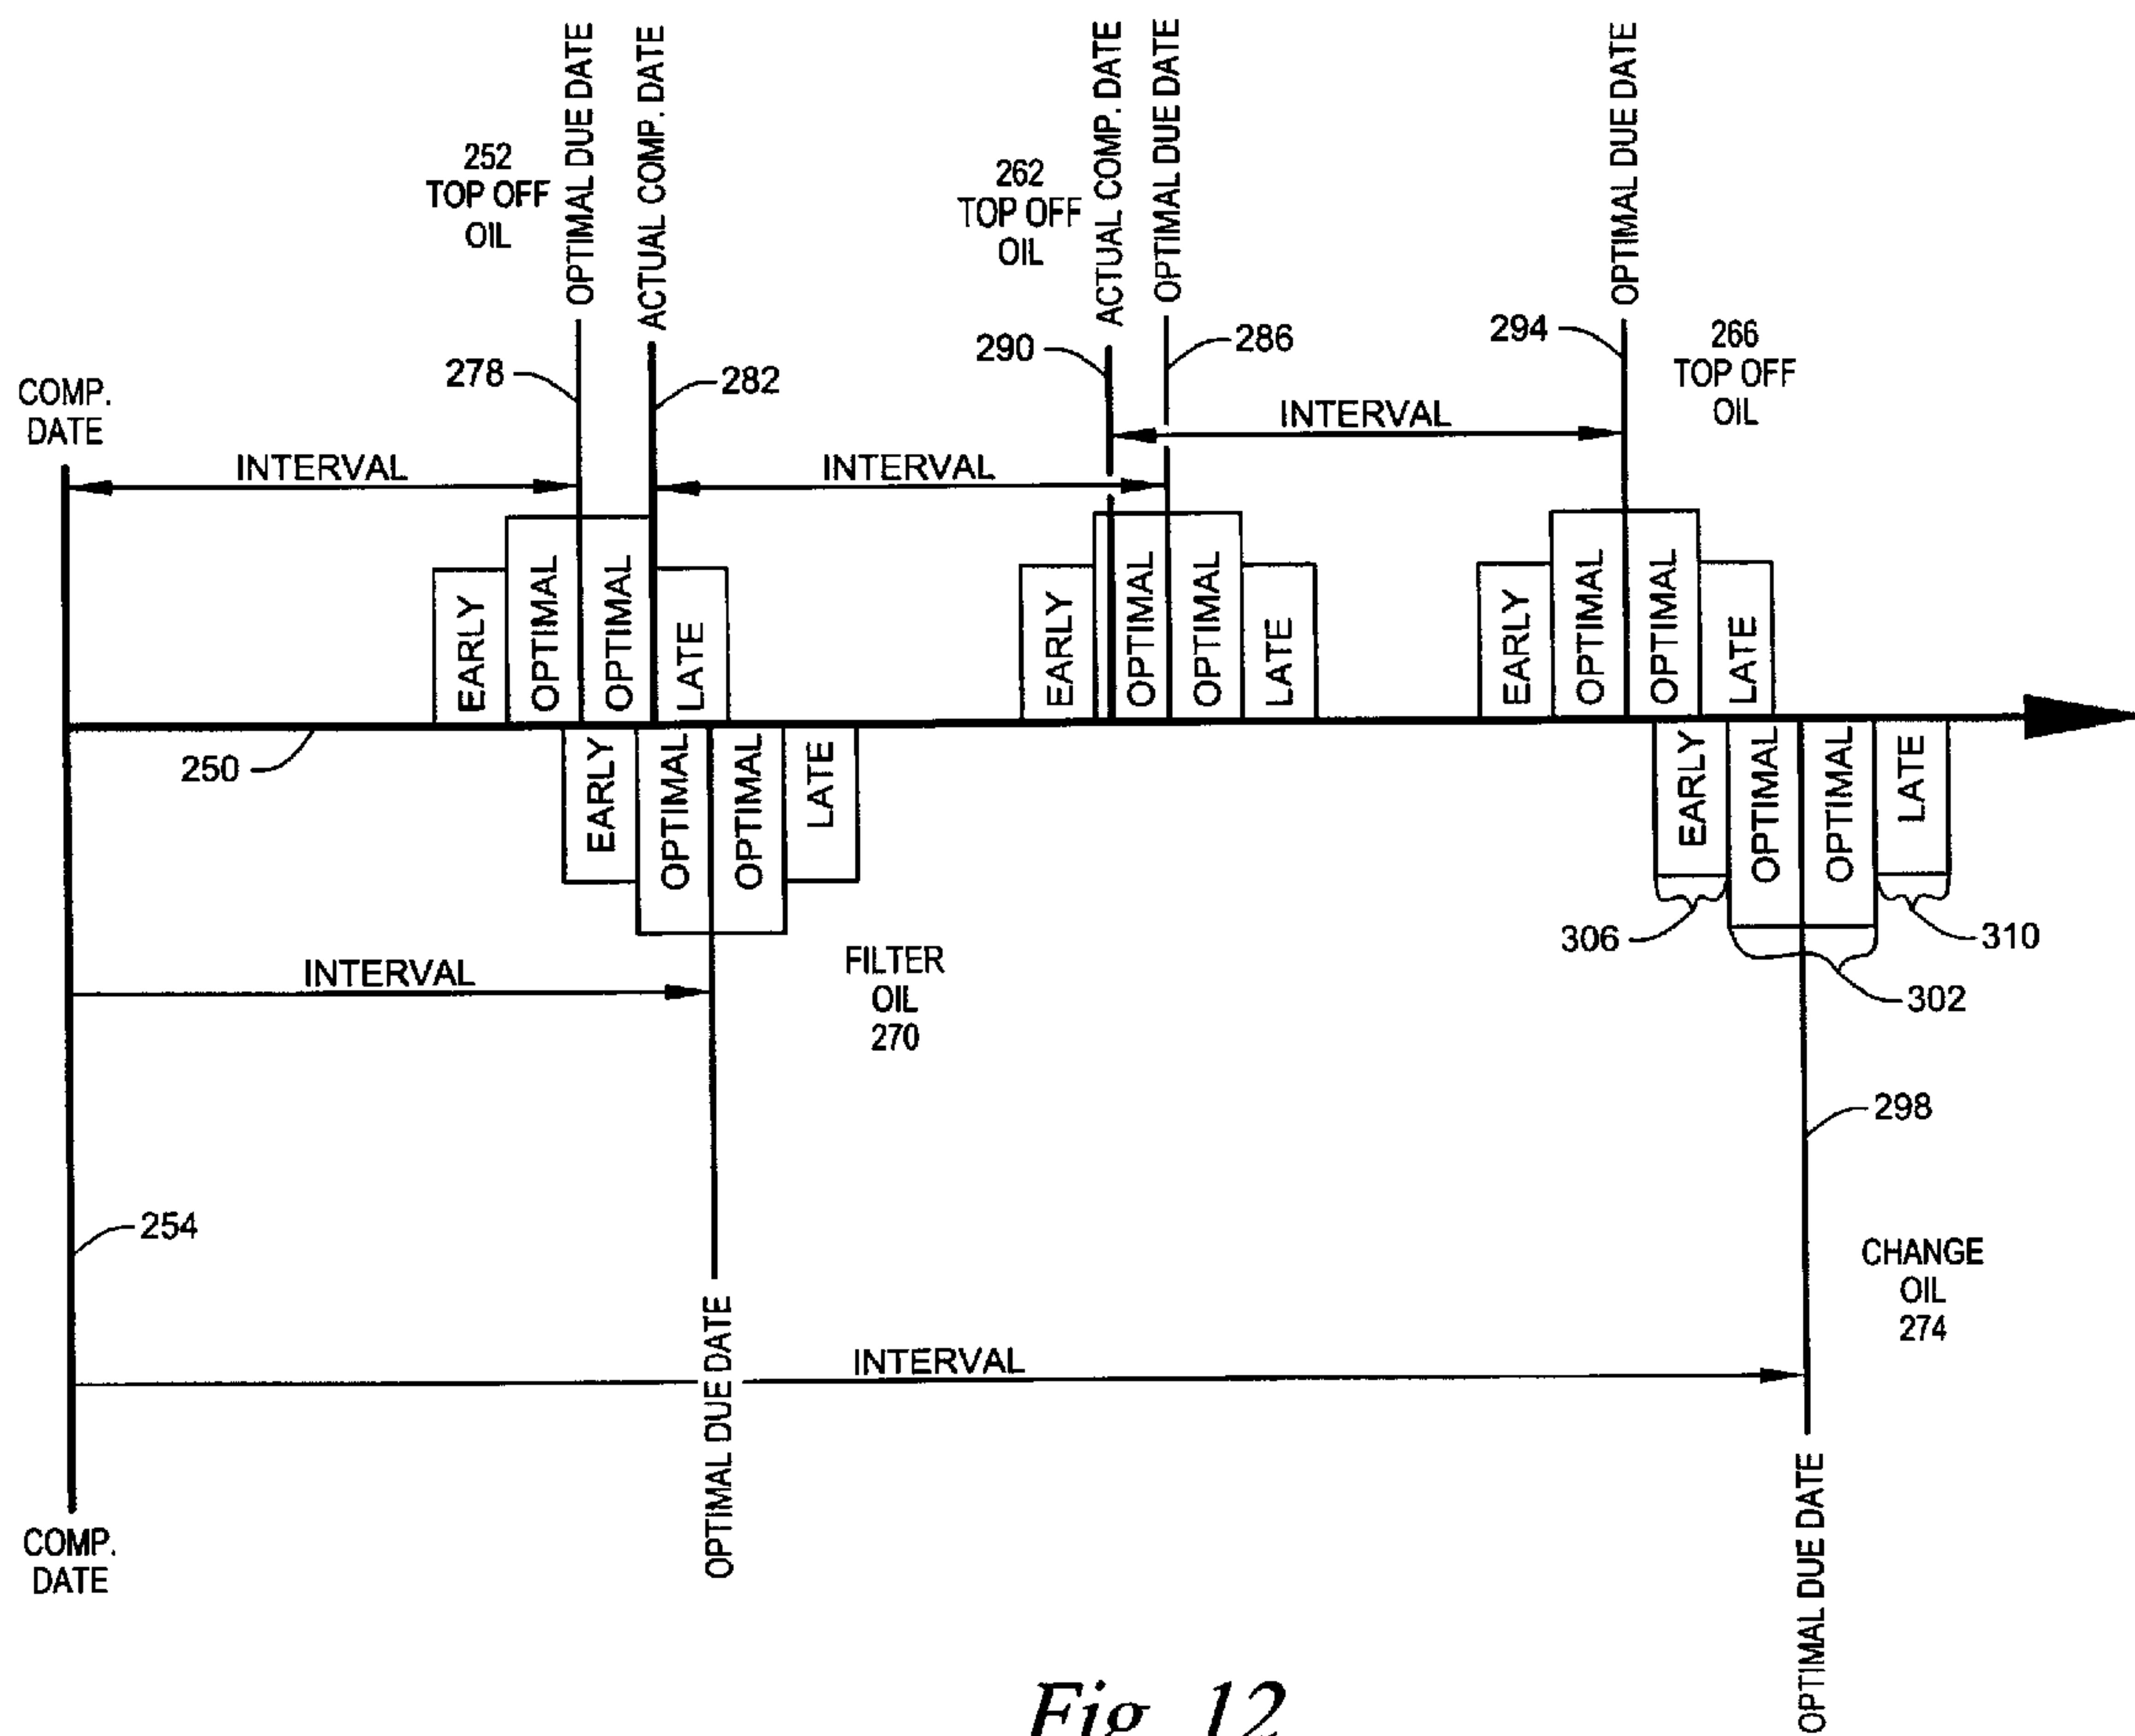 252
TOP OFF
OIL
OPTIMAL DUE DATE
ACTUAL COMP. DATE
262
TOP OFF
OIL
ACTUAL COMP. DATE
OPTIMAL DUE DATE
OPTIMAL DUE DATE
266
TOP OFF
OIL
COMP.
DATE
278
282
290
286
294
INTERVAL
INTERVAL
INTERVAL
EARLY
OPTIMAL
OPTIMAL
LATE
EARLY
OPTIMAL
OPTIMAL
LATE
EARLY
OPTIMAL
OPTIMAL
LATE
250
EARLY
OPTIMAL
OPTIMAL
LATE
EARLY
OPTIMAL
OPTIMAL
LATE
306
310
302
INTERVAL
FILTER
OIL
270
298
254
CHANGE
OIL
274
INTERVAL
OPTIMAL DUE DATE
OPTIMAL DUE DATE
COMP.
DATE
Fig. 12